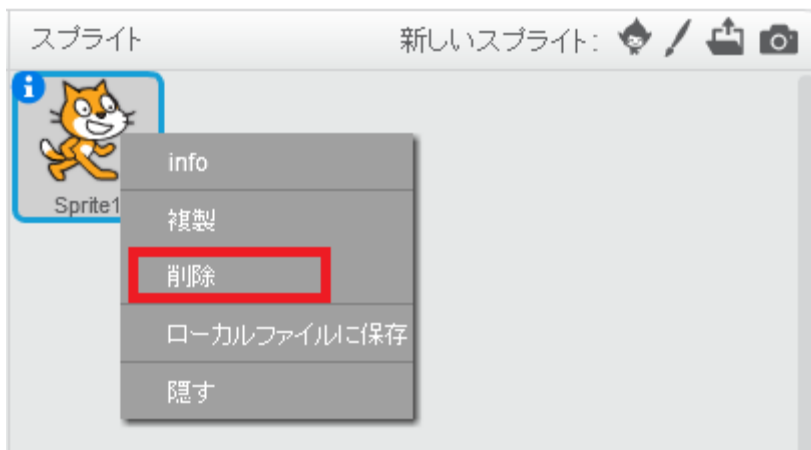 スプライト 新しいスプライト:
Sprite1
info
複製
削除
ローカルファイルに保存
隠す